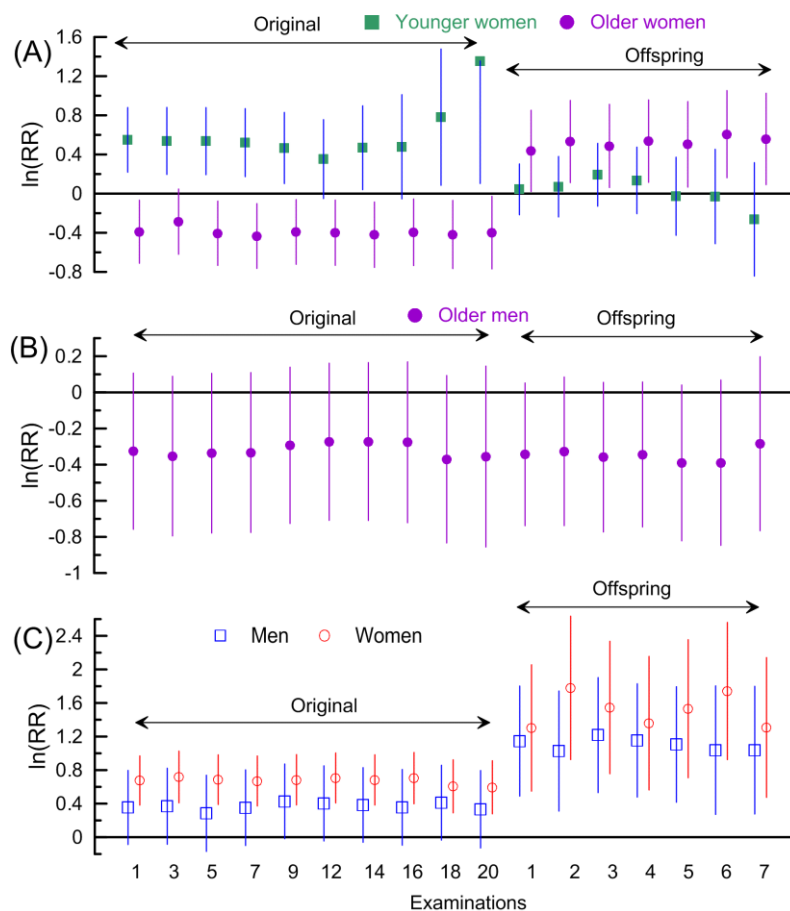 Original
Younger women
Older women
(A)
1.6
1.2
0.8
0.4
0
-0.4
-0.8
ln(RR)
Offspring
Original
Older men
Offspring
(B)
0.2
0
-0.2
-0.4
-0.6
-0.8
-1
ln(RR)
Offspring
(C)
2.4
2
1.6
1.2
0.8
0.4
0
ln(RR)
Men
Women
Original
1 3 5 7 9 12 14 16 18 20 1 2 3 4 5 6 7
Examinations